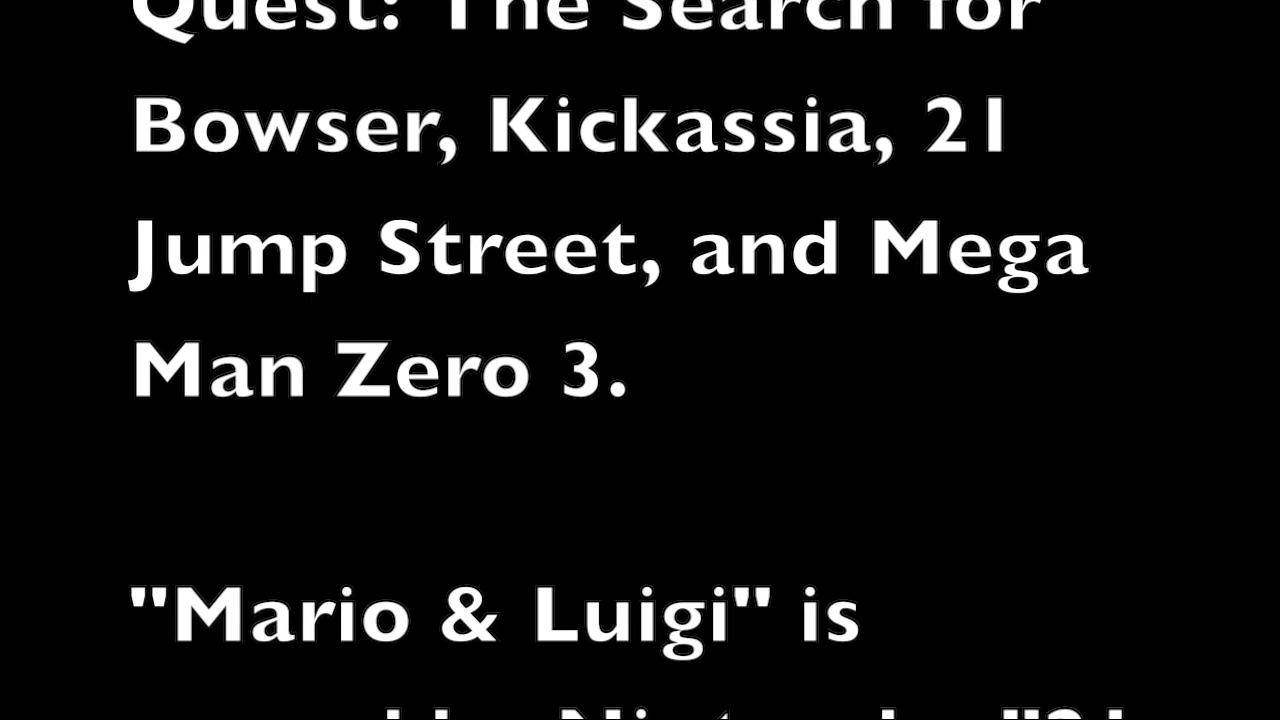 Quest: The Search for
Bowser, Kickassia, 21
Jump Street, and Mega
Man Zero 3.
"Mario & Luigi" is